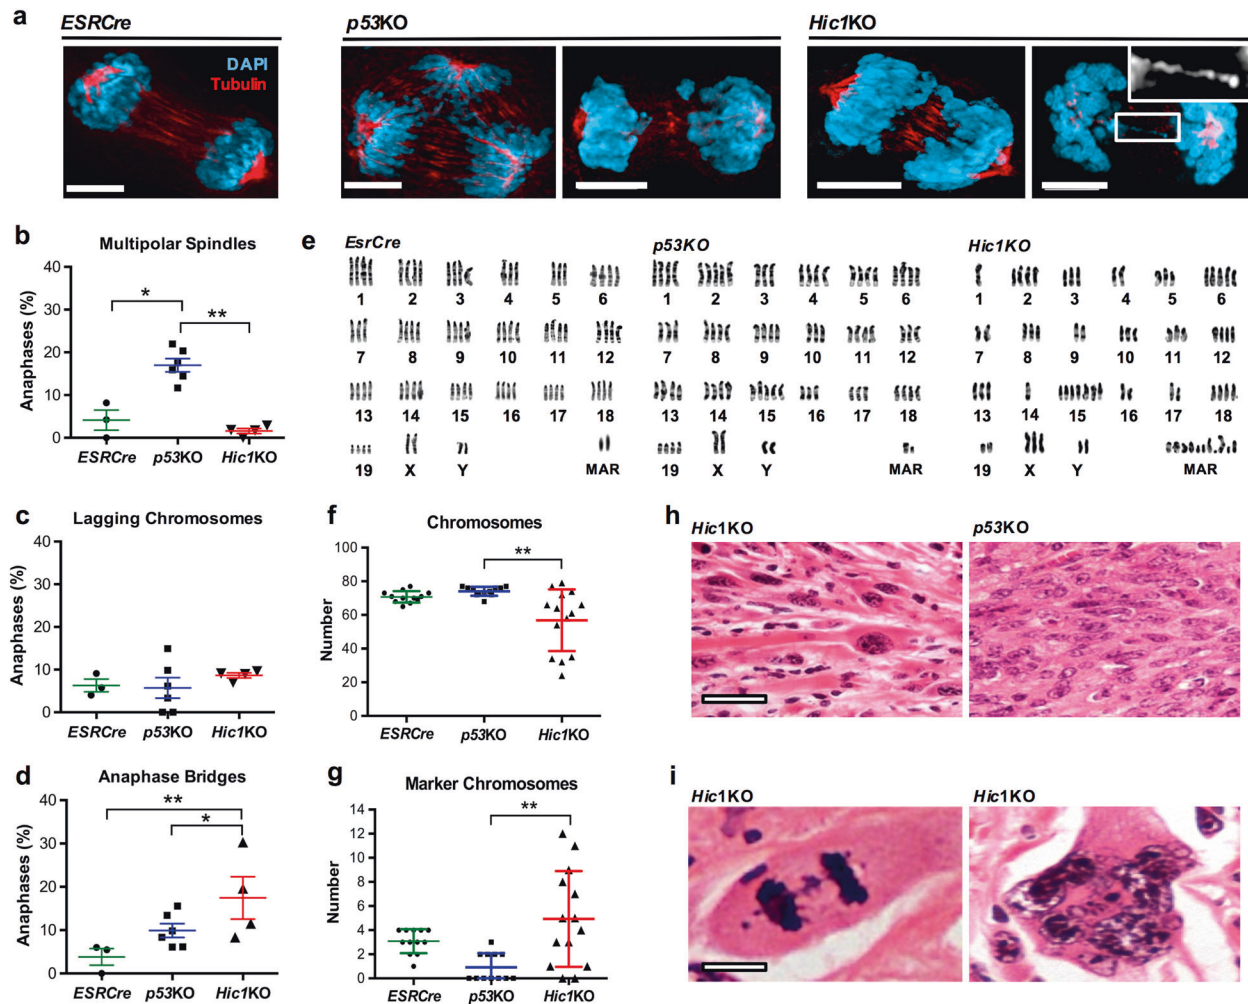 a
ESRCre
p53KO
Hic1KO
DAPI
Tubulin
b
Multipolar Spindles
Anaphases (%)
40
30
20
10
0
*
**
ESRCre p53KO Hic1KO
c
Lagging Chromosomes
Anaphases (%)
40
30
20
10
0
ESRCre p53KO Hic1KO
d
Anaphase Bridges
Anaphases (%)
40
30
20
10
0
**
*
ESRCre p53KO Hic1KO
e
EsrCre
1 2 3 4 5 6
7 8 9 10 11 12
13 14 15 16 17 18
19 X Y MAR
p53KO
1 2 3 4 5 6
7 8 9 10 11 12
13 14 15 16 17 18
19 X Y MAR
Hic1KO
1 2 3 4 5 6
7 8 9 10 11 12
13 14 15 16 17 18
19 X Y MAR
f
Chromosomes
Number
100
80
60
40
20
0
**
ESRCre p53KO Hic1KO
g
Marker Chromosomes
Number
14
12
10
8
6
4
2
0
**
ESRCre p53KO Hic1KO
h
Hic1KO
p53KO
i
Hic1KO
Hic1KO